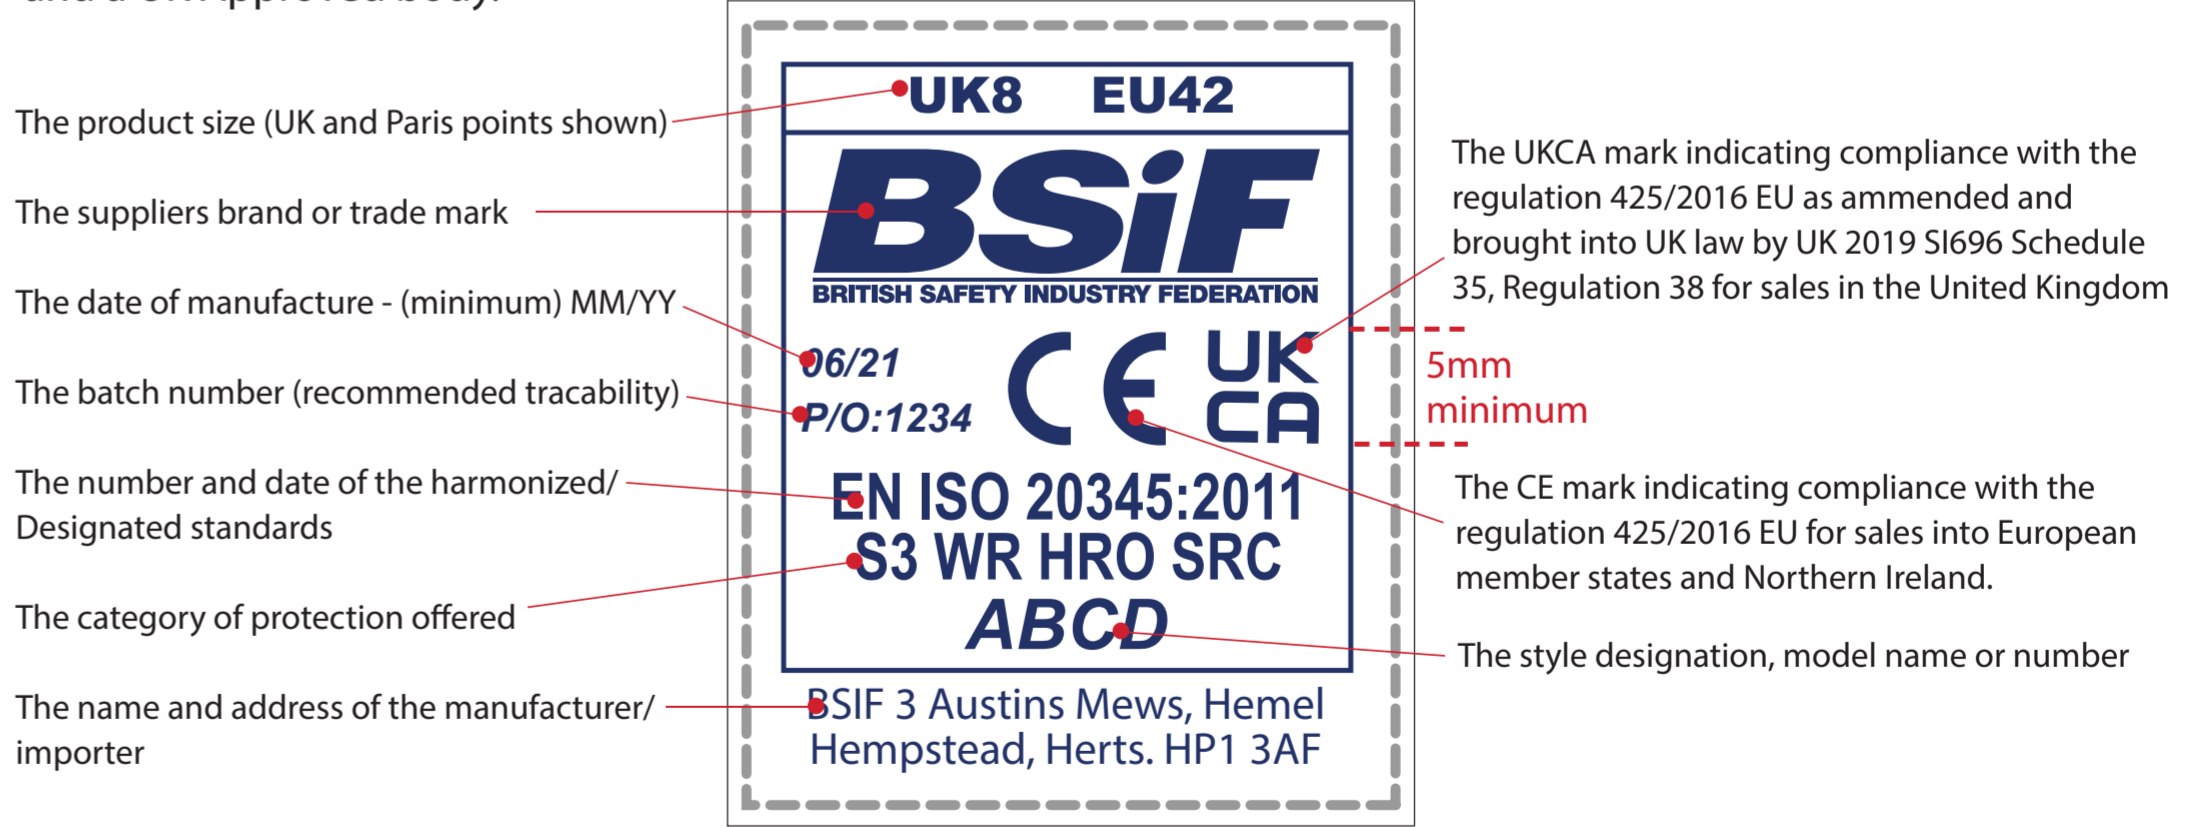 and a UK Approved body.
The product size (UK and Paris points shown)
The suppliers brand or trade mark
The date of manufacture - (minimum) MM/YY
The batch number (recommended tracability)
The number and date of the harmonized/
Designated standards
The category of protection offered
The name and address of the manufacturer/
importer
UK8 EU42
BSiF
BRITISH SAFETY INDUSTRY FEDERATION
06/21
P/O:1234
CE
UK
CA
EN ISO 20345:2011
S3 WR HRO SRC
ABCD
BSIF 3 Austins Mews, Hemel
Hempstead, Herts. HP1 3AF
The UKCA mark indicating compliance with the
regulation 425/2016 EU as ammended and
brought into UK law by UK 2019 SI696 Schedule
35, Regulation 38 for sales in the United Kingdom
5mm
minimum
The CE mark indicating compliance with the
regulation 425/2016 EU for sales into European
member states and Northern Ireland.
The style designation, model name or number